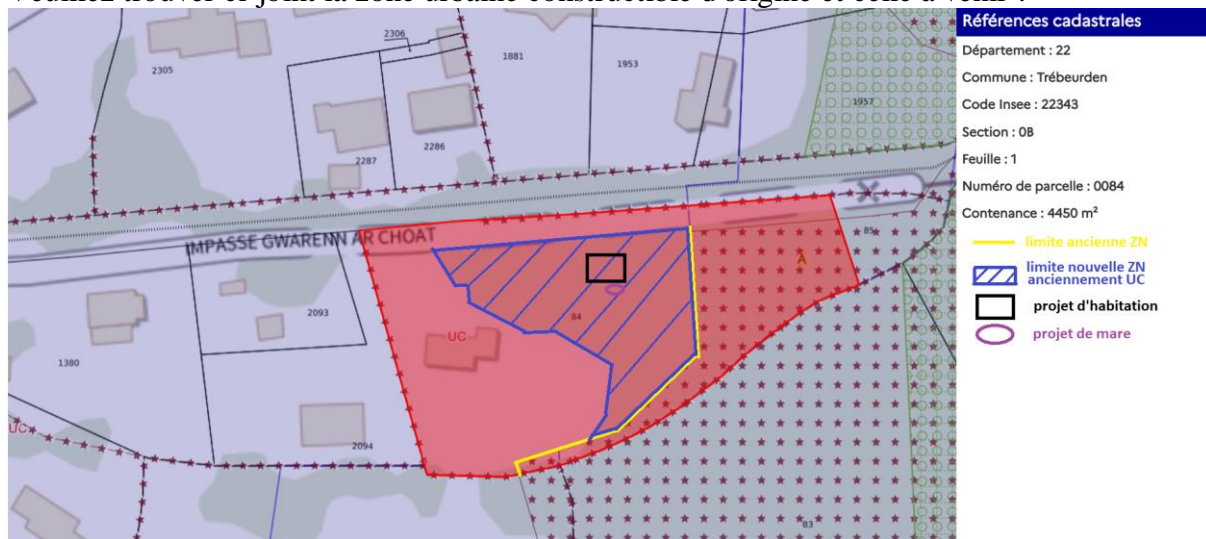 Veuillez trouver ci-joint la zone urbaine constructible d'origine et celle à venir :
Références cadastrales
Département : 22
Commune : Trébeurden
Code Insee : 22343
Section : 0B
Feuille : 1
Numéro de parcelle : 0084
Contenance : 4450 m²
limite ancienne ZN
limite nouvelle ZN
anciennement UC
projet d'habitation
projet de mare
2306
2305
1881
1953
1957
2287
2286
IMPASSE GWARENN AR CHOAT
85
A
2093
84
UC
1380
UC
2094
83